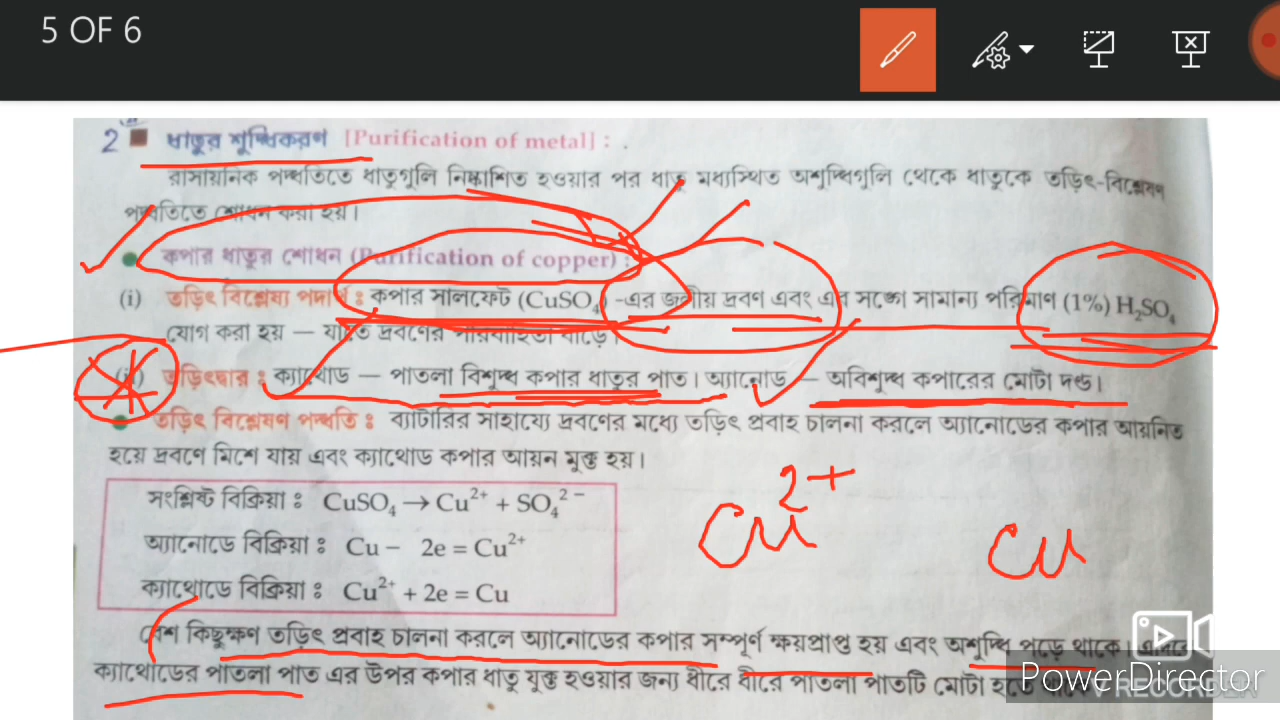 5 OF 6
2 ■ ধাতুর শুদ্ধিকরণ [Purification of metal] :
রাসায়নিক পদ্ধতিতে ধাতুগুলি নিষ্কাশিত হওয়ার পর ধাতু মধ্যস্থিত অশুদ্ধিগুলি থেকে ধাতুকে তড়িৎ-বিশ্লেষণ
পদ্ধতিতে শোধন করা হয়।
● কপার ধাতুর শোধন (Purification of copper) :
(i) তড়িৎ বিশ্লেষ্য পদার্থ : কপার সালফেট (CuSO₄) -এর জলীয় দ্রবণ এবং এর সঙ্গে সামান্য পরিমাণ (1%) H₂SO₄
যোগ করা হয় — যাতে দ্রবণের পরিবাহিতা বাড়ে।
তড়িৎদ্বার : ক্যাথোড — পাতলা বিশুদ্ধ কপার ধাতুর পাত। অ্যানোড — অবিশুদ্ধ কপারের মোটা দণ্ড।
● তড়িৎ বিশ্লেষণ পদ্ধতি : ব্যাটারির সাহায্যে দ্রবণের মধ্যে তড়িৎ প্রবাহ চালনা করলে অ্যানোডের কপার আয়নিত
হয়ে দ্রবণে মিশে যায় এবং ক্যাথোড কপার আয়ন মুক্ত হয়।
সংশ্লিষ্ট বিক্রিয়া : CuSO₄ → Cu²⁺ + SO₄²⁻
অ্যানোডে বিক্রিয়া : Cu – 2e = Cu²⁺
ক্যাথোডে বিক্রিয়া : Cu²⁺ + 2e = Cu
Cu²⁺ Cu
বেশ কিছুক্ষণ তড়িৎ প্রবাহ চালনা করলে অ্যানোডের কপার সম্পূর্ণ ক্ষয়প্রাপ্ত হয় এবং অশুদ্ধি পড়ে থাকে।
ক্যাথোডের পাতলা পাত এর উপর কপার ধাতু যুক্ত হওয়ার জন্য ধীরে ধীরে পাতলা পাতটি মোটা হতে
PowerDirector